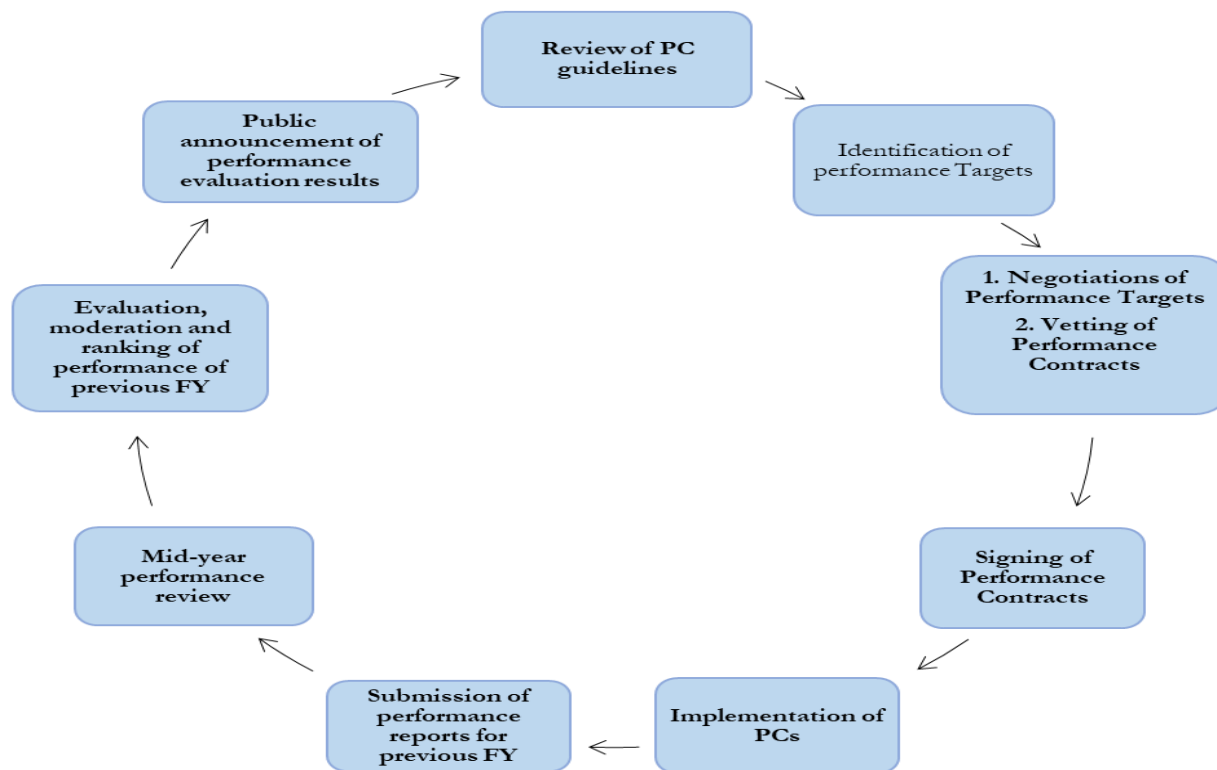 Review of PC
guidelines
Identification of
performance Targets
1. Negotiations of
Performance Targets
2. Vetting of
Performance
Contracts
Signing of
Performance
Contracts
Implementation of
PCs
Submission of
performance
reports for
previous FY
Mid-year
performance
review
Evaluation,
moderation and
ranking of
performance of
previous FY
Public
announcement of
performance
evaluation results